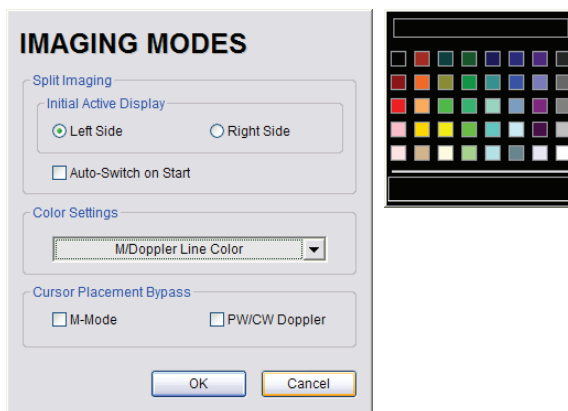 IMAGING MODES
Split Imaging
Initial Active Display
Left Side Right Side
Auto-Switch on Start
Color Settings
M/Doppler Line Color
Cursor Placement Bypass
M-Mode PW/CW Doppler
OK Cancel